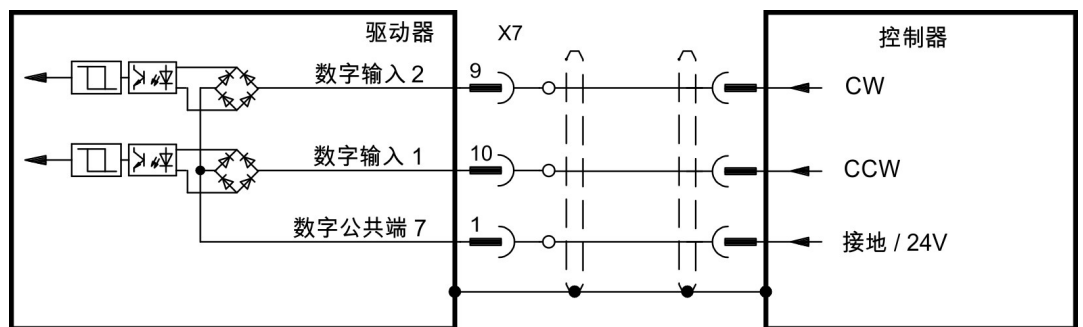 驱动器
X7
控制器
数字输入 2
9
CW
数字输入 1
10
CCW
数字公共端 7
1
接地 / 24V